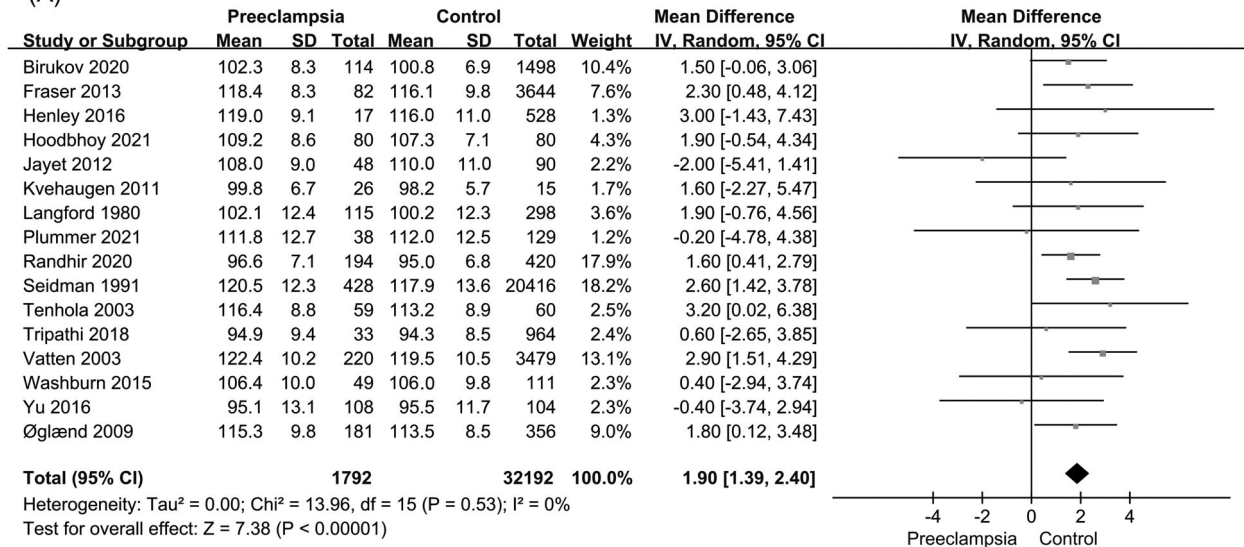 (A)
Preeclampsia Control Mean Difference Mean Difference
Study or Subgroup Mean SD Total Mean SD Total Weight IV, Random, 95% CI IV, Random, 95% CI
Birukov 2020 102.3 8.3 114 100.8 6.9 1498 10.4% 1.50 [-0.06, 3.06]
Fraser 2013 118.4 8.3 82 116.1 9.8 3644 7.6% 2.30 [0.48, 4.12]
Henley 2016 119.0 9.1 17 116.0 11.0 528 1.3% 3.00 [-1.43, 7.43]
Hoodbhoy 2021 109.2 8.6 80 107.3 7.1 80 4.3% 1.90 [-0.54, 4.34]
Jayet 2012 108.0 9.0 48 110.0 11.0 90 2.2% -2.00 [-5.41, 1.41]
Kvehaugen 2011 99.8 6.7 26 98.2 5.7 15 1.7% 1.60 [-2.27, 5.47]
Langford 1980 102.1 12.4 115 100.2 12.3 298 3.6% 1.90 [-0.76, 4.56]
Plummer 2021 111.8 12.7 38 112.0 12.5 129 1.2% -0.20 [-4.78, 4.38]
Randhir 2020 96.6 7.1 194 95.0 6.8 420 17.9% 1.60 [0.41, 2.79]
Seidman 1991 120.5 12.3 428 117.9 13.6 20416 18.2% 2.60 [1.42, 3.78]
Tenhola 2003 116.4 8.8 59 113.2 8.9 60 2.5% 3.20 [0.02, 6.38]
Tripathi 2018 94.9 9.4 33 94.3 8.5 964 2.4% 0.60 [-2.65, 3.85]
Vatten 2003 122.4 10.2 220 119.5 10.5 3479 13.1% 2.90 [1.51, 4.29]
Washburn 2015 106.4 10.0 49 106.0 9.8 111 2.3% 0.40 [-2.94, 3.74]
Yu 2016 95.1 13.1 108 95.5 11.7 104 2.3% -0.40 [-3.74, 2.94]
Øglænd 2009 115.3 9.8 181 113.5 8.5 356 9.0% 1.80 [0.12, 3.48]
Total (95% CI) 1792 32192 100.0% 1.90 [1.39, 2.40]
Heterogeneity: Tau² = 0.00; Chi² = 13.96, df = 15 (P = 0.53); I² = 0%
Test for overall effect: Z = 7.38 (P < 0.00001)
-4 -2 0 2 4
Preeclampsia Control